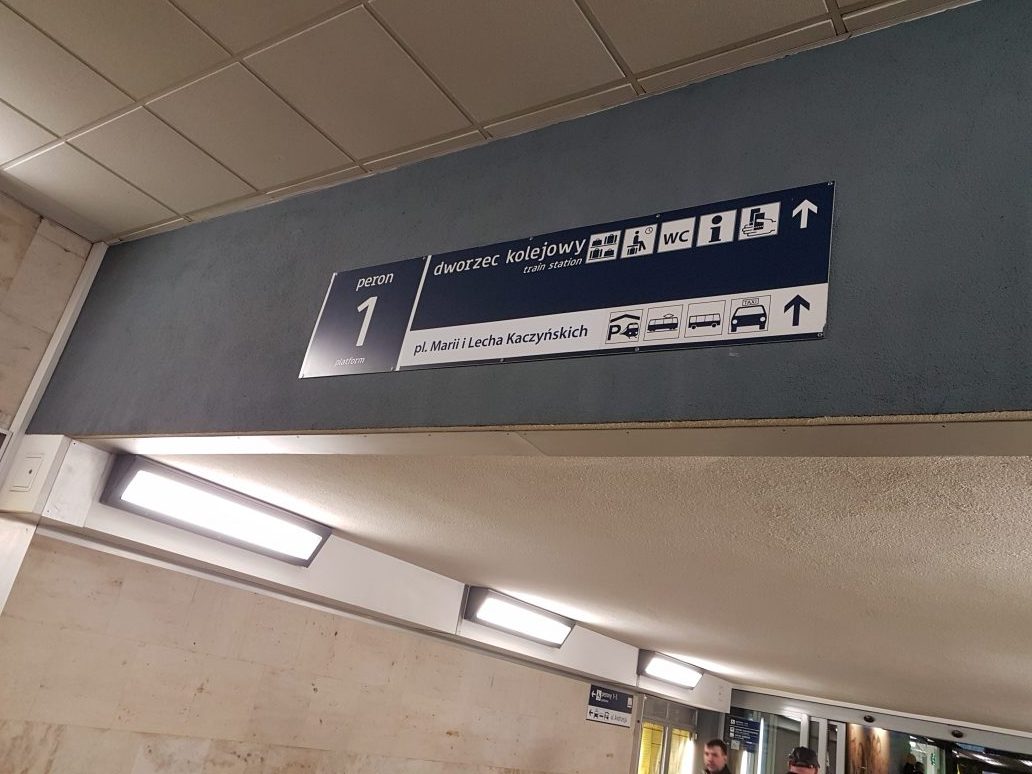 peron
1
platform
dworzec kolejowy
train station
WC
i
pl. Marii i Lecha Kaczyńskich
P
TAXI